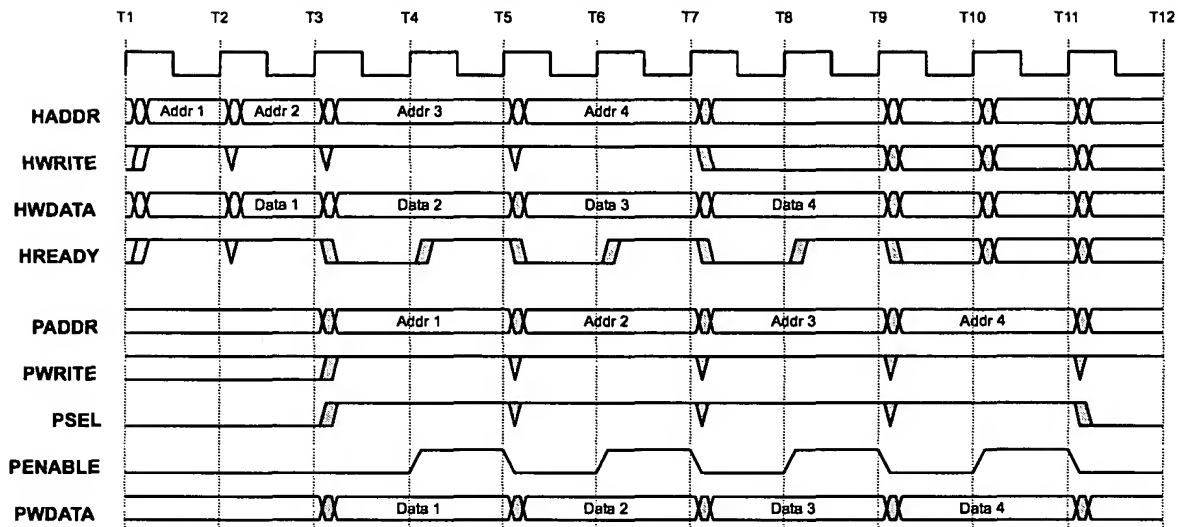 T1 T2 T3 T4 T5 T6 T7 T8 T9 T10 T11 T12
HADDR Addr 1 Addr 2 Addr 3 Addr 4
HWRITE
HWDATA Data 1 Data 2 Data 3 Data 4
HREADY
PADDR Addr 1 Addr 2 Addr 3 Addr 4
PWRITE
PSEL
PENABLE
PWDATA Data 1 Data 2 Data 3 Data 4